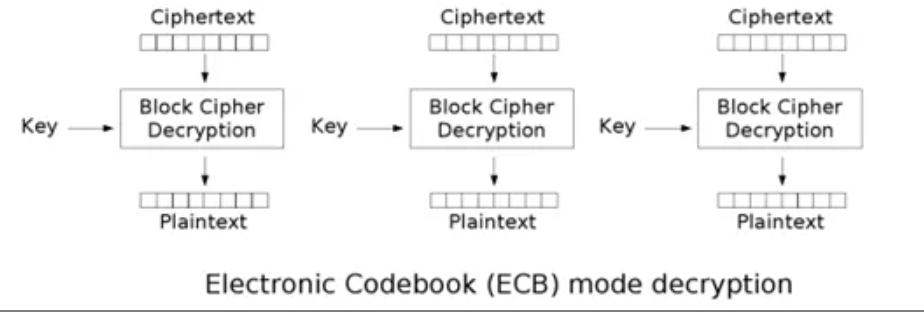 Ciphertext
Ciphertext
Ciphertext
Key
Block Cipher
Decryption
Key
Block Cipher
Decryption
Key
Block Cipher
Decryption
Plaintext
Plaintext
Plaintext
Electronic Codebook (ECB) mode decryption